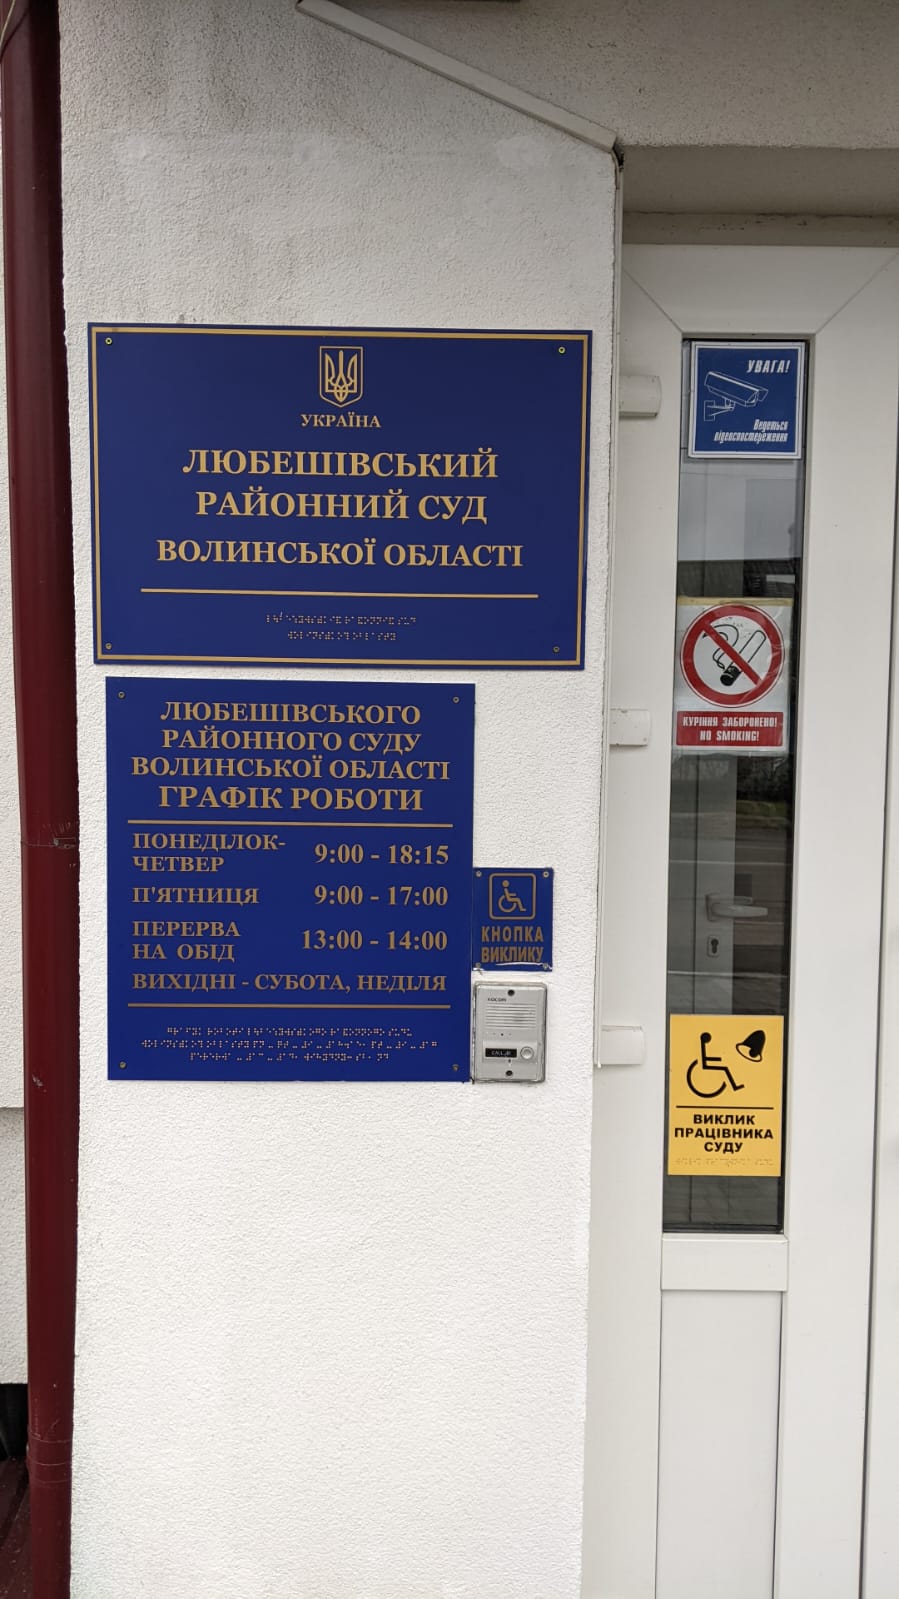 УКРАЇНА
ЛЮБЕШІВСЬКИЙ
РАЙОННИЙ СУД
ВОЛИНСЬКОЇ ОБЛАСТІ
ЛЮБЕШІВСЬКОГО
РАЙОННОГО СУДУ
ВОЛИНСЬКОЇ ОБЛАСТІ
ГРАФІК РОБОТИ
ПОНЕДІЛОК-
ЧЕТВЕР 9:00 - 18:15
П'ЯТНИЦЯ 9:00 - 17:00
ПЕРЕРВА
НА ОБІД 13:00 - 14:00
ВИХІДНІ - СУБОТА, НЕДІЛЯ
КНОПКА
ВИКЛИКУ
KOCOM
CALL
УВАГА!
Ведеться
відеоспостереження
КУРІННЯ ЗАБОРОНЕНО!
NO SMOKING!
ВИКЛИК
ПРАЦІВНИКА
СУДУ